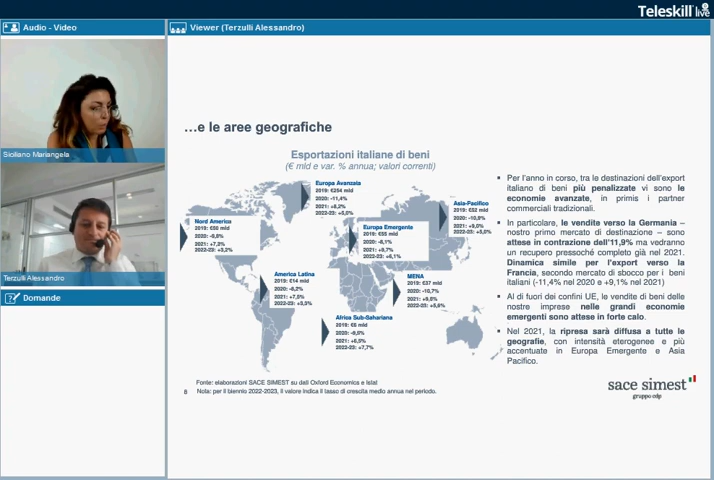 Teleskill live
Audio - Video
Viewer (Terzulli Alessandro)
Siciliano Mariangela
Terzulli Alessandro
Domande
...e le aree geografiche
Esportazioni italiane di beni
(€ mld e var. % annua; valori correnti)
Europa Avanzata
2019: €264 mld
2020: -11,4%
2021: +8,2%
2022-23: +5,0%
Asia-Pacifico
2019: €52 mld
2020: -10,9%
2021: +9,0%
2022-23: +5,0%
Nord America
2020: -9,8%
2021: +7,3%
2022-23: +3,2%
Europa Emergente
2020: -8,1%
2021: +9,7%
2022-23: +6,1%
America Latina
2019: €14 mld
2020: -8,2%
2021: +7,5%
2022-23: +3,3%
MENA
2019: €37 mld
2020: -10,7%
2021: +9,8%
2022-23: +5,6%
Africa Sub-Sahariana
2019: €6 mld
2020: -9,5%
2021: +6,5%
2022-23: +7,7%
Fonte: elaborazioni SACE SIMEST su dati Oxford Economics e Istat
8 Nota: per il biennio 2022-2023, il valore indica il tasso di crescita medio annua nel periodo.
▪ Per l'anno in corso, tra le destinazioni dell'export
italiano di beni più penalizzate vi sono le
economie avanzate, in primis i partner
commerciali tradizionali.
▪ In particolare, le vendite verso la Germania –
nostro primo mercato di destinazione – sono
attese in contrazione dell'11,9% ma vedranno
un recupero pressoché completo già nel 2021.
Dinamica simile per l'export verso la
Francia, secondo mercato di sbocco per i beni
italiani (-11,4% nel 2020 e +9,1% nel 2021)
▪ Al di fuori dei confini UE, le vendite di beni delle
nostre imprese nelle grandi economie
emergenti sono attese in forte calo.
▪ Nel 2021, la ripresa sarà diffusa a tutte le
geografie, con intensità eterogenee e più
accentuate in Europa Emergente e Asia
Pacifico.
sace simest
gruppo cdp